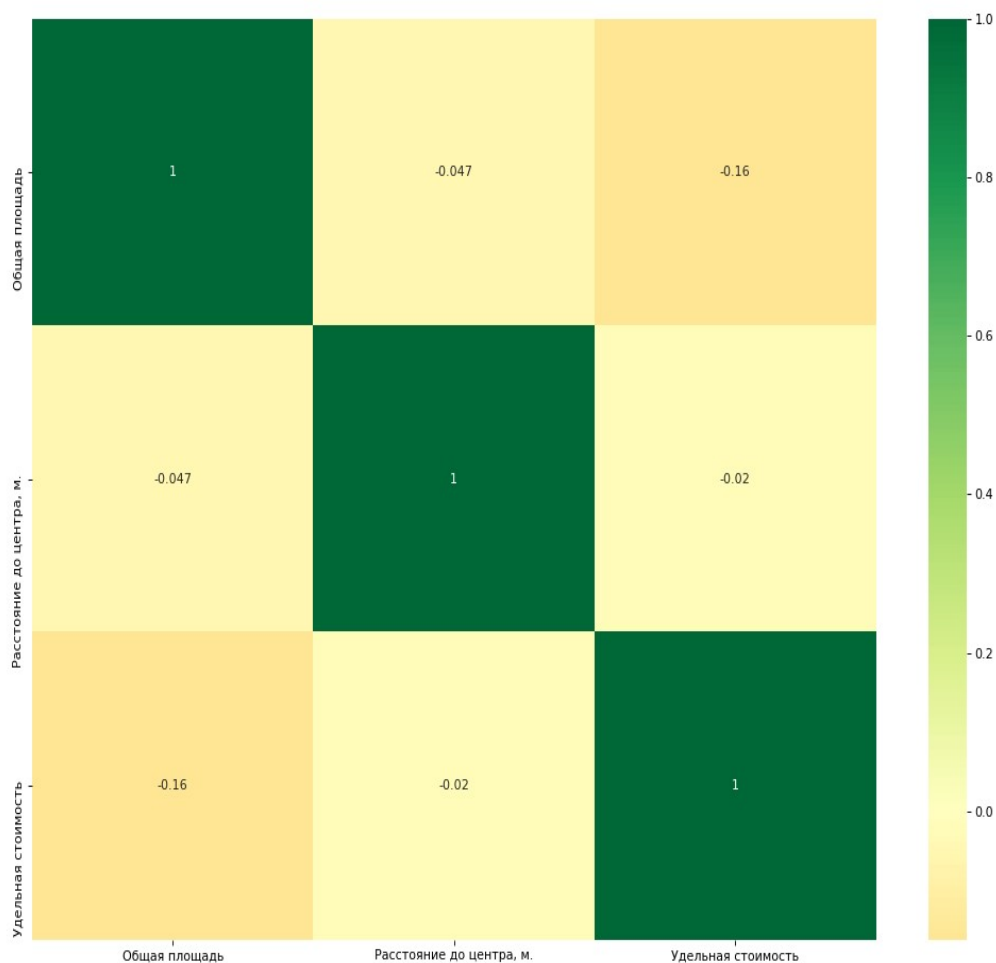 1.0
Общая площадь
1
-0.047
-0.16
0.8
0.6
Расстояние до центра, м.
-0.047
1
-0.02
0.4
0.2
Удельная стоимость
-0.16
-0.02
1
0.0
Общая площадь
Расстояние до центра, м.
Удельная стоимость